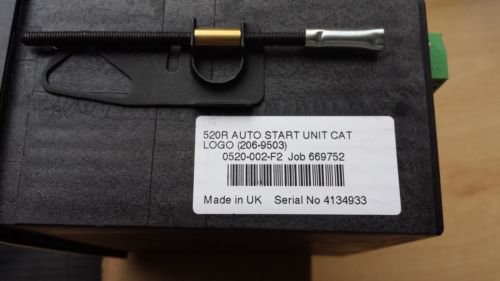 520R AUTO START UNIT CAT
LOGO (206-9503)
0520-002-F2 Job 669752
Made in UK Serial No 4134933